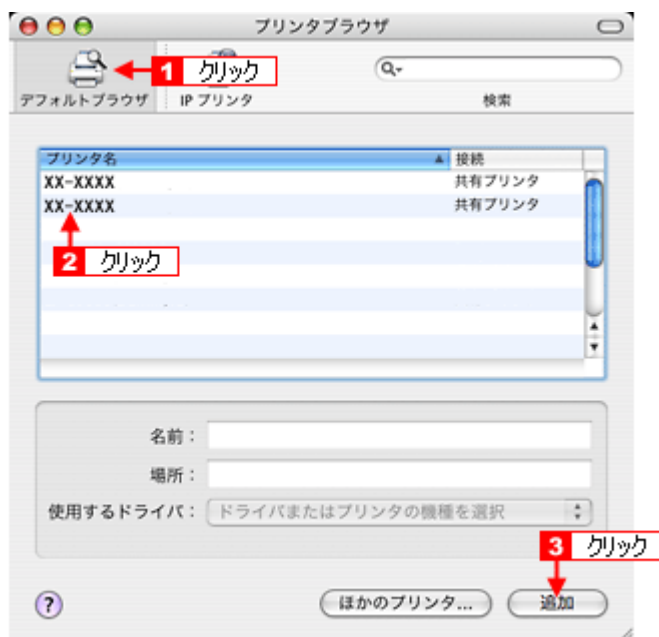 プリンタブラウザ
1 クリック
デフォルトブラウザ IP プリンタ 検索
プリンタ名 接続
XX-XXXX 共有プリンタ
XX-XXXX 共有プリンタ
2 クリック
名前：
場所：
使用するドライバ： ドライバまたはプリンタの機種を選択
3 クリック
? ほかのプリンタ... 追加